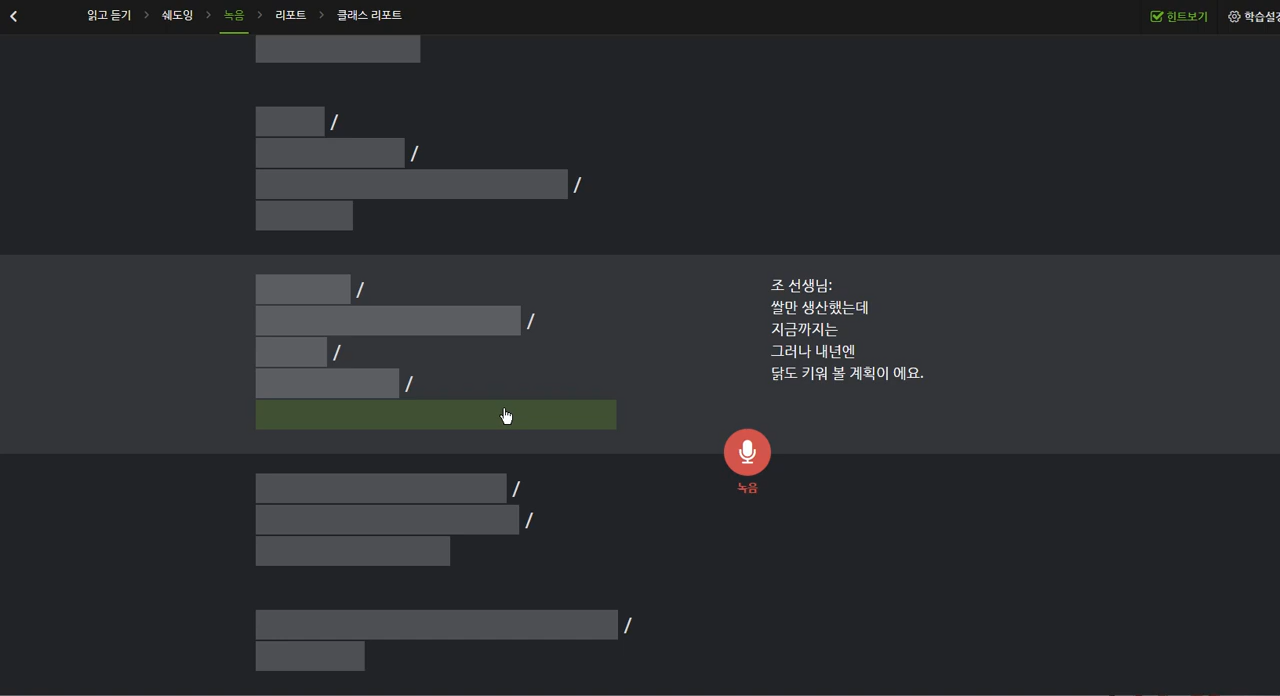 읽고 듣기 > 쉐도잉 > 녹음 > 리포트 > 클래스 리포트
힌트보기
학습설정
/
/
/
조 선생님:
/
쌀만 생산했는데
/
지금까지는
/
그러나 내년엔
/
닭도 키워 볼 계획이 에요.
녹음
/
/
/